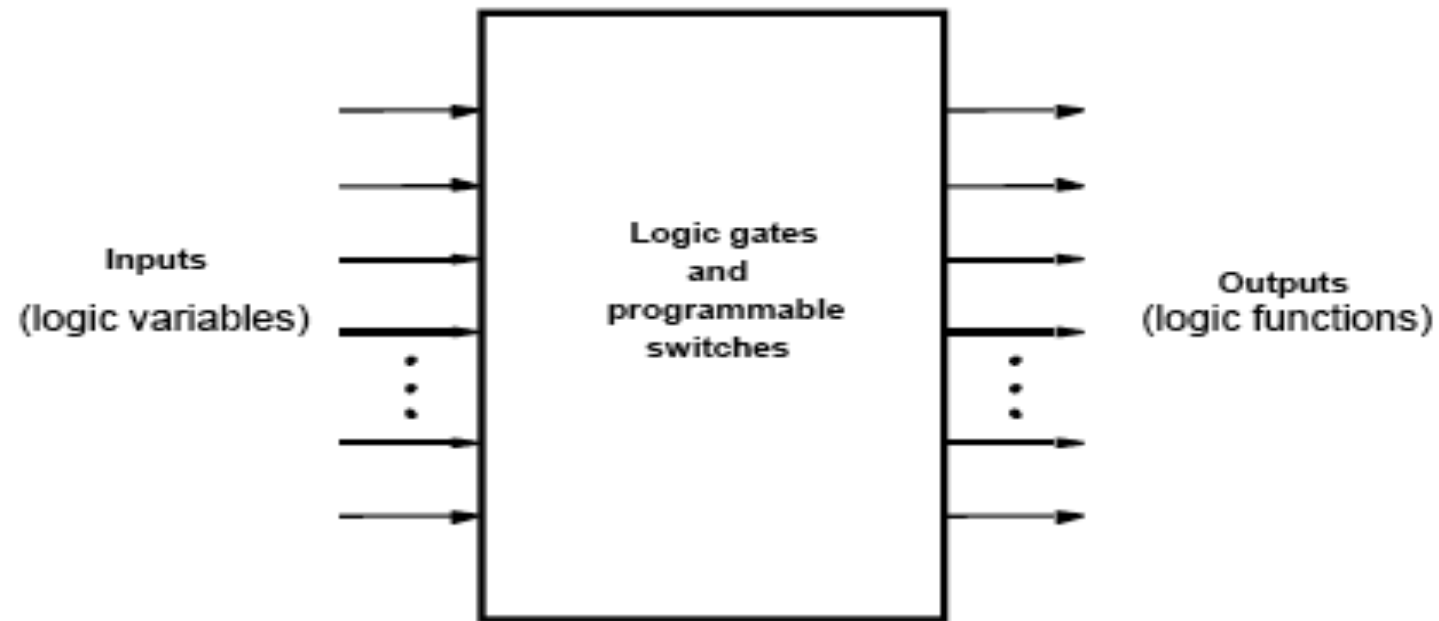 Inputs
(logic variables)
Logic gates
and
programmable
switches
Outputs
(logic functions)